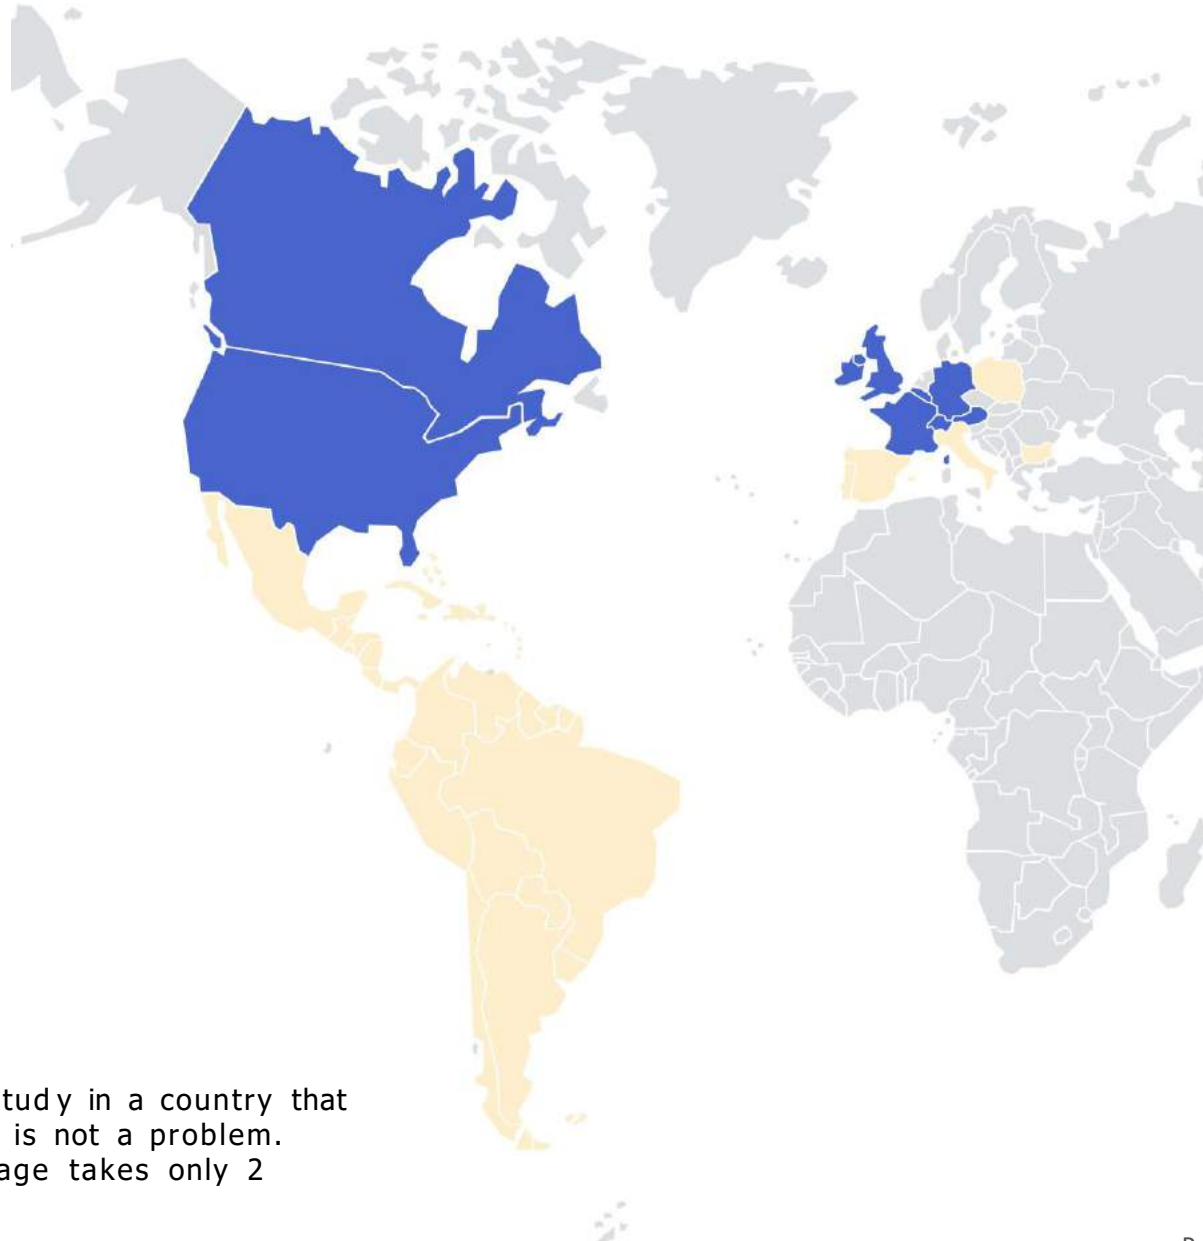 tudy in a country that
is not a problem.
age takes only 2